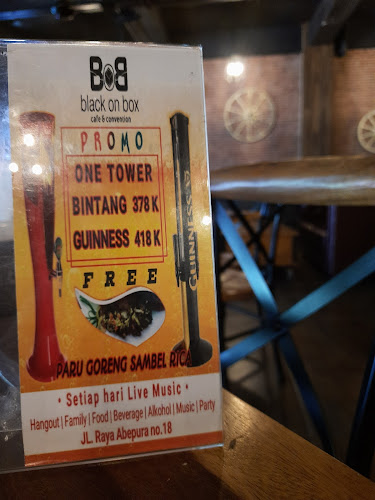 BOB
black on box
cafe & convention
PROMO
ONE TOWER
BINTANG 378 K
GUINNESS 418 K
FREE
GUINNESS
PARU GORENG SAMBEL RICA
• Setiap hari Live Music •
Hangout | Family | Food | Beverage | Alkohol | Music | Party
JL. Raya Abepura no.18